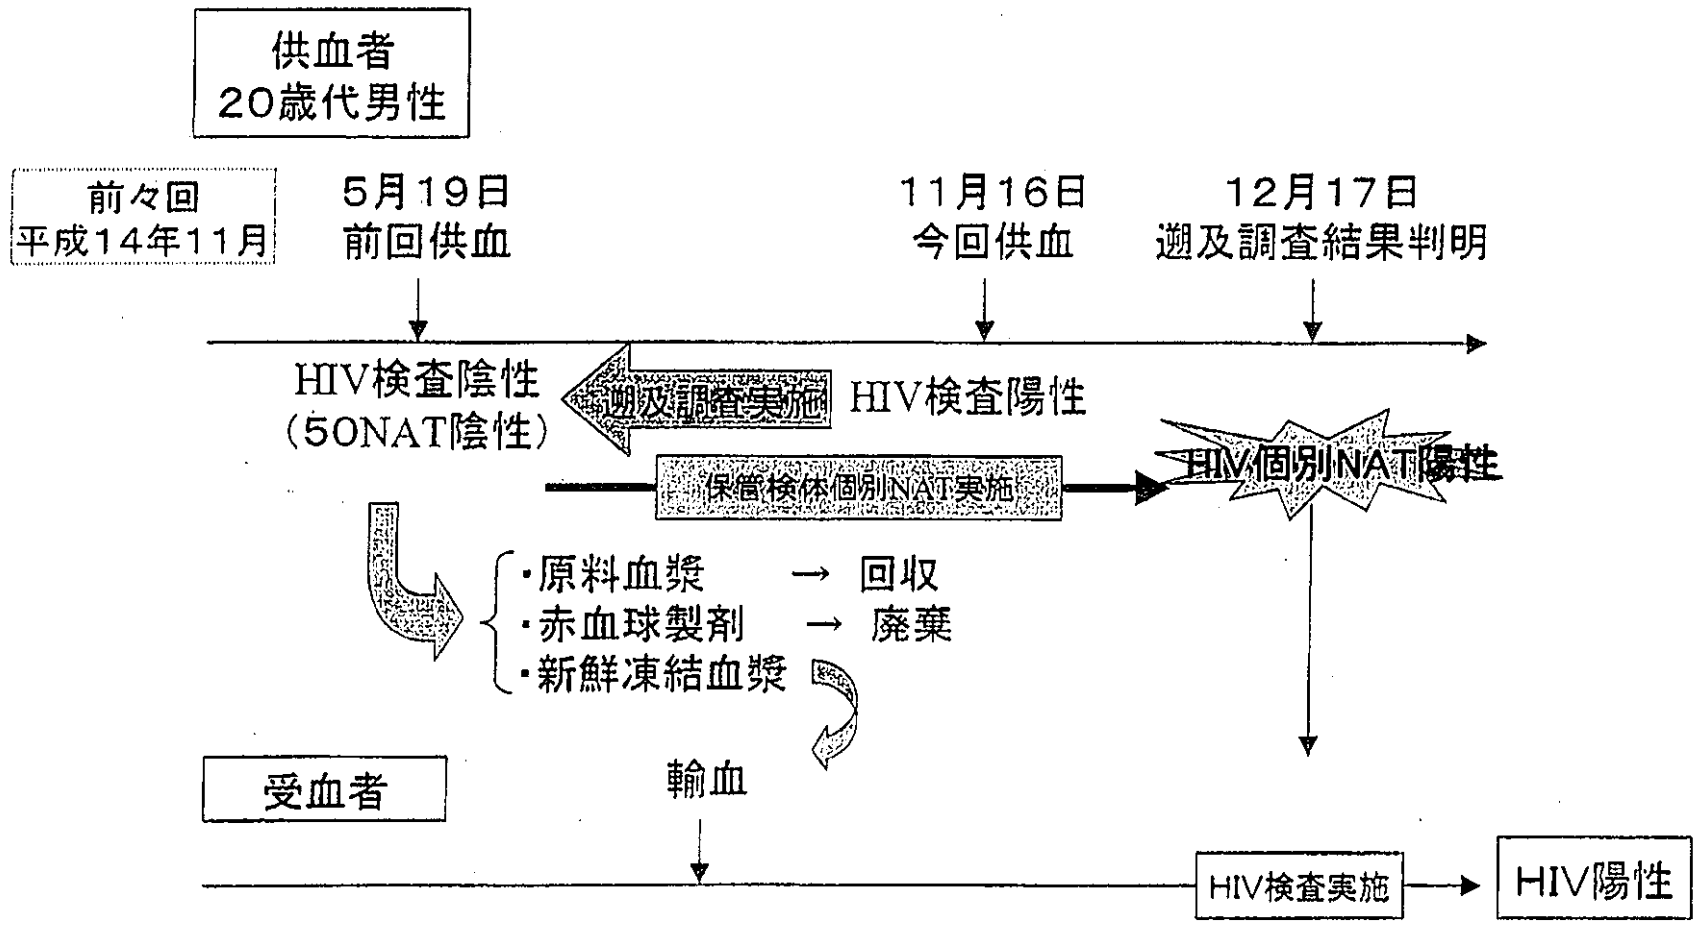 供血者
20歳代男性
前々回
平成14年11月
5月19日
前回供血
11月16日
今回供血
12月17日
遡及調査結果判明
HIV検査陰性
（50NAT陰性）
遡及調査実施
HIV検査陽性
保管検体個別NAT実施
HIV個別NAT陽性
・原料血漿 → 回収
・赤血球製剤 → 廃棄
・新鮮凍結血漿
輸血
受血者
HIV検査実施
HIV陽性